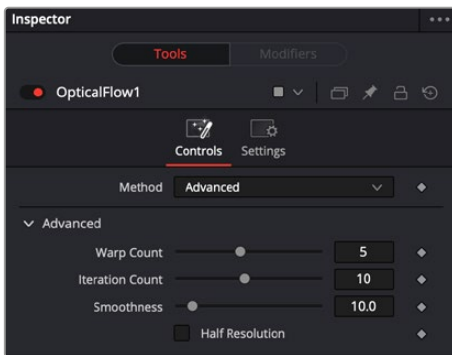 Inspector
Tools Modifiers
OpticalFlow1
Controls Settings
Method Advanced
Advanced
Warp Count 5
Iteration Count 10
Smoothness 10.0
Half Resolution